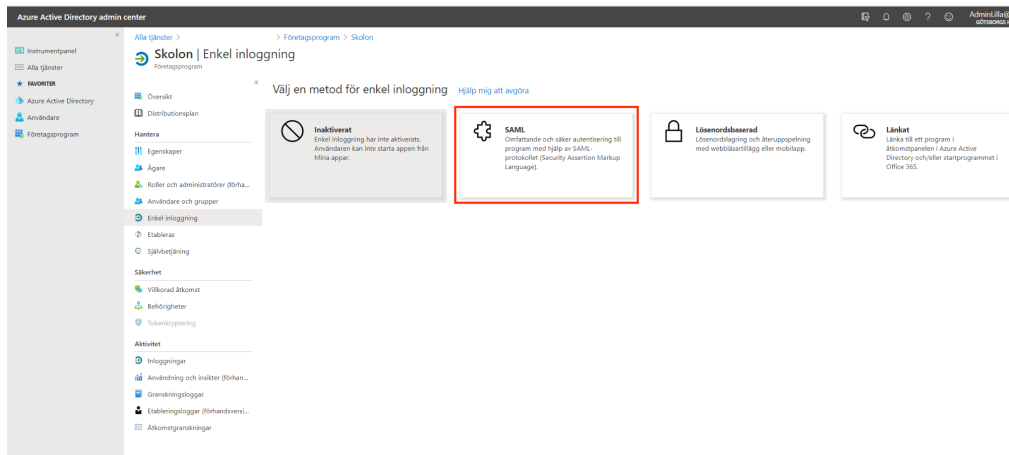 Azure Active Directory admin center
AdminLilla@
GÖTEBORGS
Instrumentpanel
Alla tjänster
FAVORITER
Azure Active Directory
Användare
Företagsprogram
Alla tjänster > > Företagsprogram > Skolon
Skolon | Enkel inloggning
Företagsprogram
Översikt
Distributionsplan
Hantera
Egenskaper
Ägare
Roller och administratörer (förha...
Användare och grupper
Enkel inloggning
Etableras
Självbetjäning
Säkerhet
Villkorad åtkomst
Behörigheter
Tokenkryptering
Aktivitet
Inloggningar
Användning och insikter (förhan...
Granskningsloggar
Etableringsloggar (förhandsversi...
Åtkomstgranskningar
Välj en metod för enkel inloggning Hjälp mig att avgöra
Inaktiverat
Enkel inloggning har inte aktiverats.
Användaren kan inte starta appen från
Mina appar.
SAML
Omfattande och säker autentisering till
program med hjälp av SAML-
protokollet (Security Assertion Markup
Language).
Lösenordsbaserad
Lösenordslagring och återuppspelning
med webbläsartillägg eller mobilapp.
Länkat
Länka till ett program i
åtkomstpanelen i Azure Active
Directory och/eller startprogrammet i
Office 365.